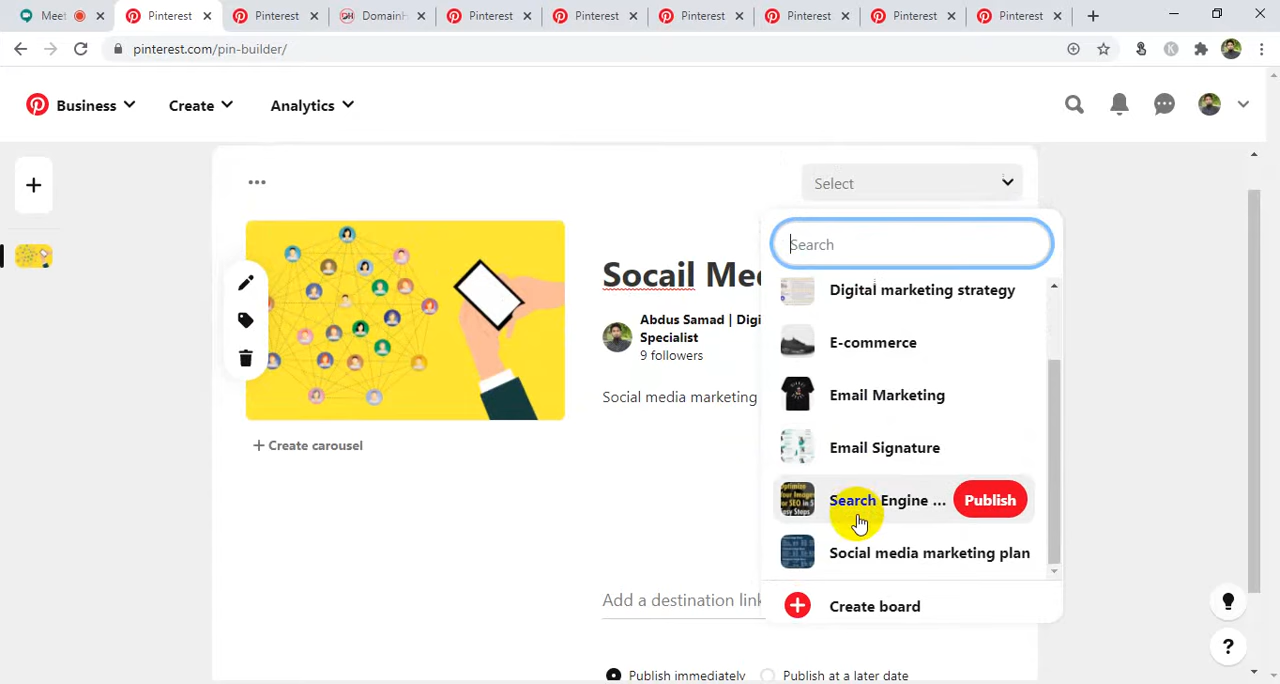 Meet
Pinterest
Pinterest
DomainH
Pinterest
Pinterest
Pinterest
Pinterest
Pinterest
Pinterest
pinterest.com/pin-builder/
Business
Create
Analytics
Select
Search
Socail Me
Abdus Samad | Digi
Specialist
9 followers
Social media marketing
Create carousel
Digital marketing strategy
E-commerce
Email Marketing
Email Signature
Search Engine ...
Publish
Social media marketing plan
Create board
Add a destination link
Publish immediately
Publish at a later date